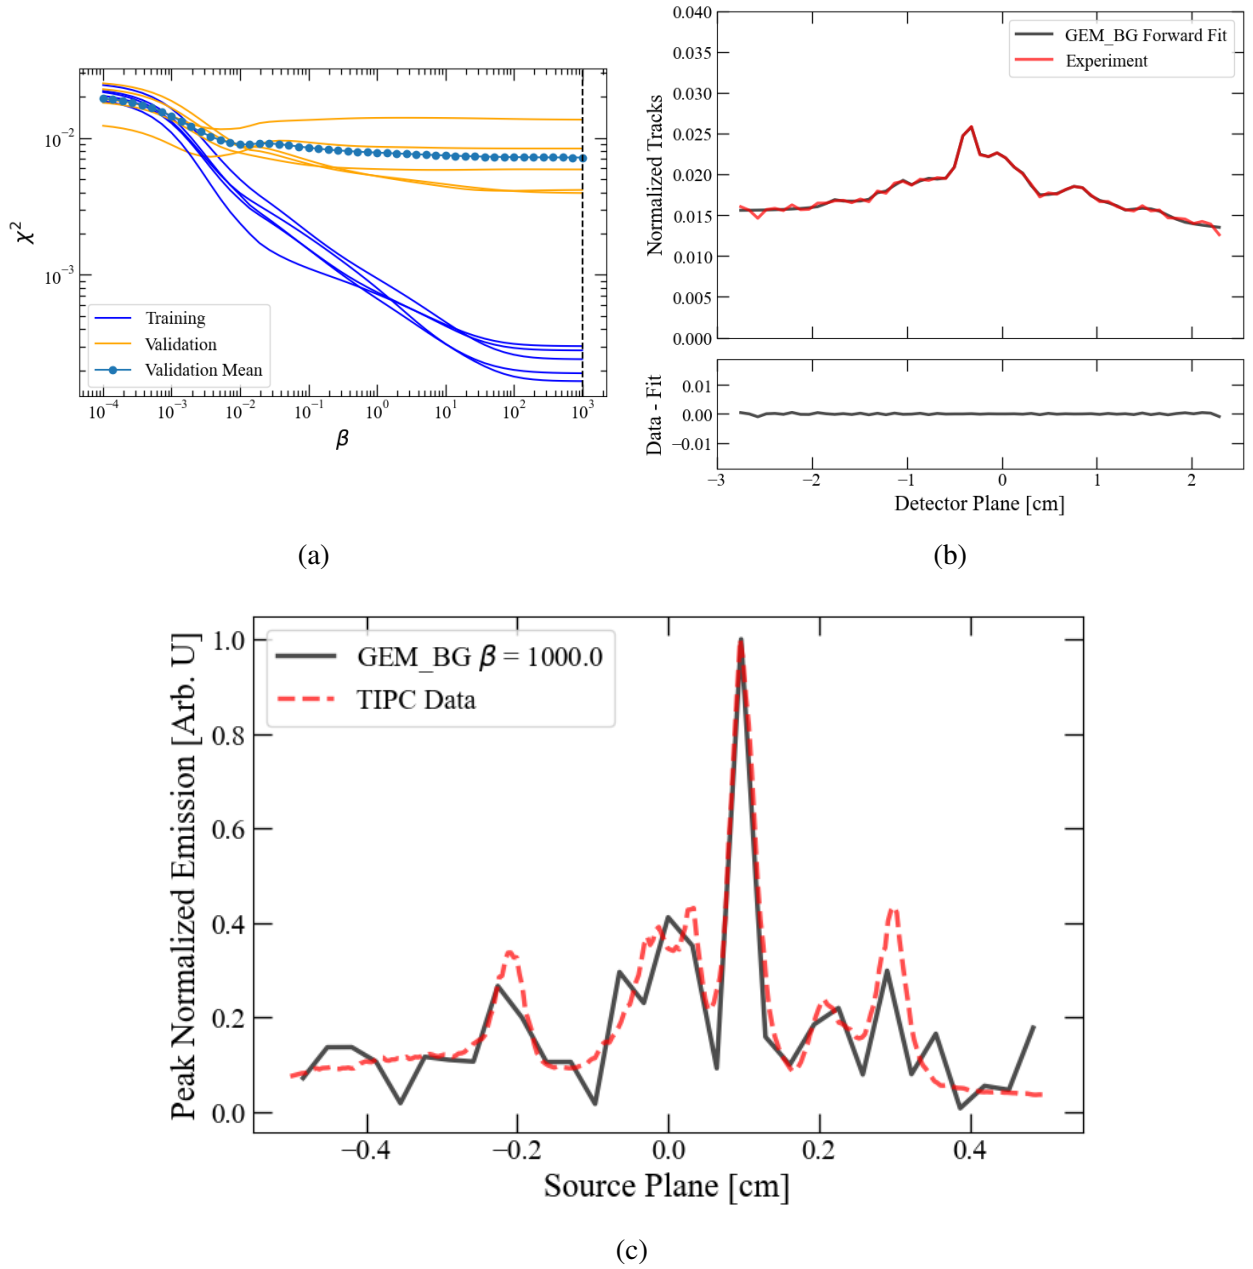 10⁻²
10⁻³
χ²
Training
Validation
Validation Mean
10⁻⁴ 10⁻³ 10⁻² 10⁻¹ 10⁰ 10¹ 10² 10³
β
(a)
0.040
0.035
0.030
0.025
0.020
0.015
0.010
0.005
0.000
Normalized Tracks
GEM_BG Forward Fit
Experiment
0.01
0.00
−0.01
Data - Fit
−3 −2 −1 0 1 2
Detector Plane [cm]
(b)
1.0
0.8
0.6
0.4
0.2
0.0
Peak Normalized Emission [Arb. U]
GEM_BG β = 1000.0
TIPC Data
−0.4 −0.2 0.0 0.2 0.4
Source Plane [cm]
(c)